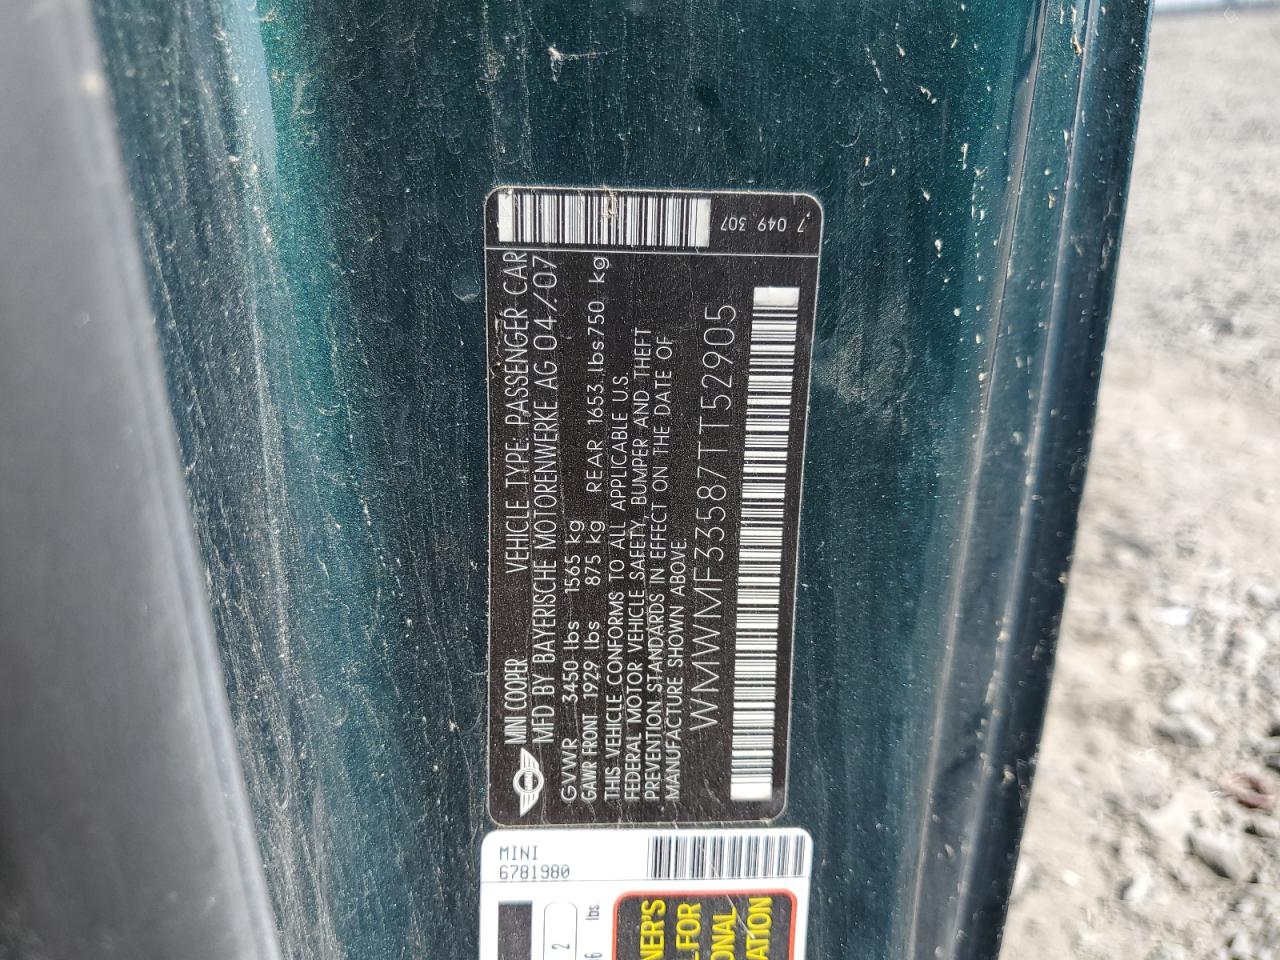 7 049 307
MINI COOPER VEHICLE TYPE: PASSENGER CAR
MFD BY BAYERISCHE MOTORENWERKE AG 04/07
GVWR 3450 lbs 1565 kg
GAWR FRONT 1929 lbs 875 kg REAR 1653 lbs.750 kg
THIS VEHICLE CONFORMS TO ALL APPLICABLE U.S.
FEDERAL MOTOR VEHICLE SAFETY, BUMPER AND THEFT
PREVENTION STANDARDS IN EFFECT ON THE DATE OF
MANUFACTURE SHOWN ABOVE.
WMWMF33587TT52905
MINI
6781980
2
lbs.